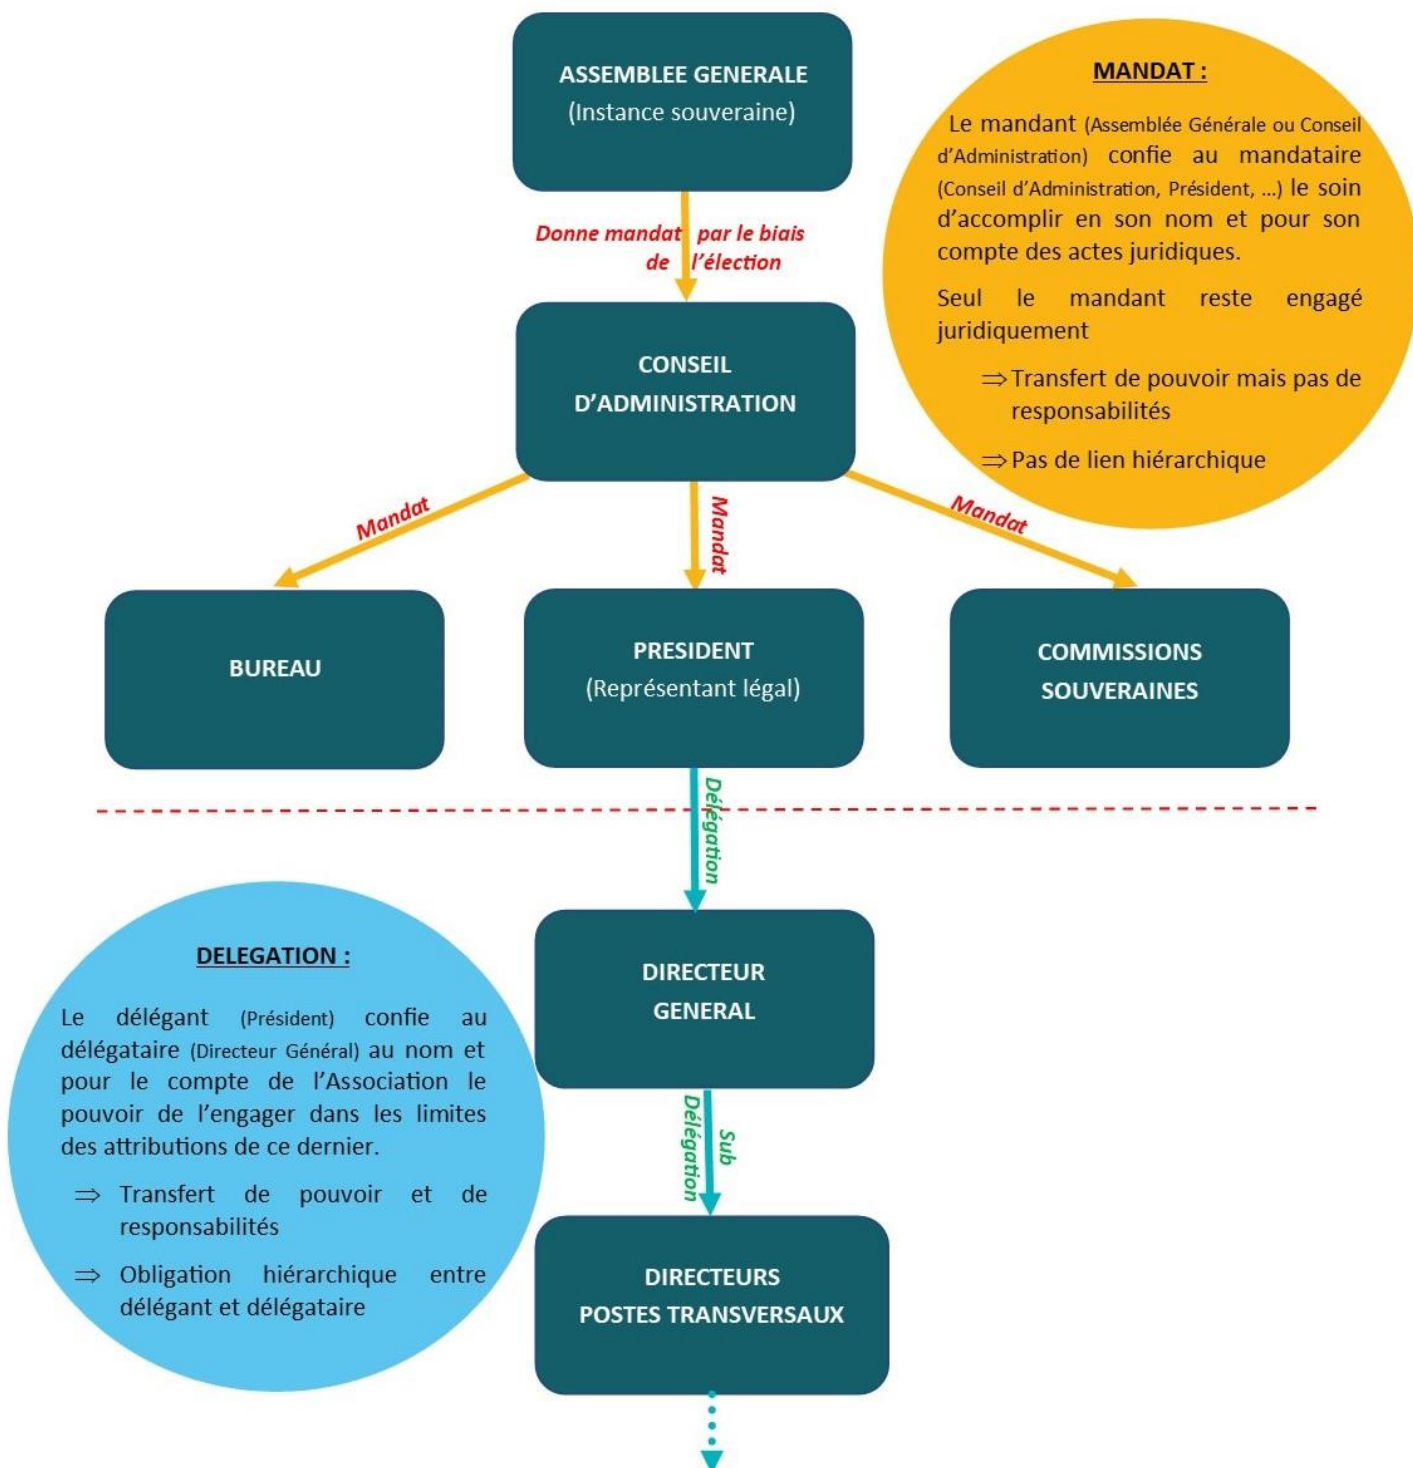 ASSEMBLEE GENERALE
(Instance souveraine)
MANDAT :
Le mandant (Assemblée Générale ou Conseil
d’Administration) confie au mandataire
(Conseil d’Administration, Président, ...) le soin
d’accomplir en son nom et pour son
compte des actes juridiques.
Seul le mandant reste engagé
juridiquement
⇒ Transfert de pouvoir mais pas de
responsabilités
⇒ Pas de lien hiérarchique
Donne mandat par le biais
de l’élection
CONSEIL
D’ADMINISTRATION
Mandat
Mandat
Mandat
BUREAU
PRESIDENT
(Représentant légal)
COMMISSIONS
SOUVERAINES
Délégation
DELEGATION :
Le délégant (Président) confie au
délégataire (Directeur Général) au nom et
pour le compte de l’Association le
pouvoir de l’engager dans les limites
des attributions de ce dernier.
⇒ Transfert de pouvoir et de
responsabilités
⇒ Obligation hiérarchique entre
délégant et délégataire
DIRECTEUR
GENERAL
Sub
Délégation
DIRECTEURS
POSTES TRANSVERSAUX